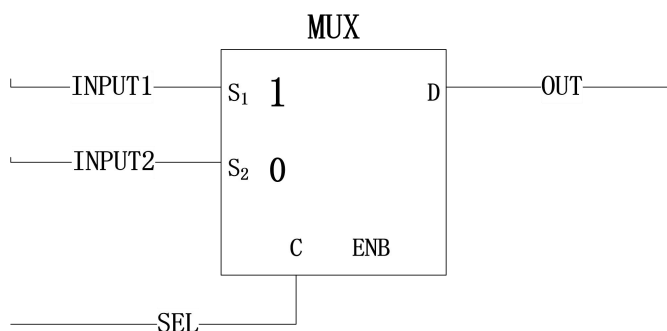 MUX
INPUT1 S₁ 1 D OUT
INPUT2 S₂ 0
C ENB
SEL